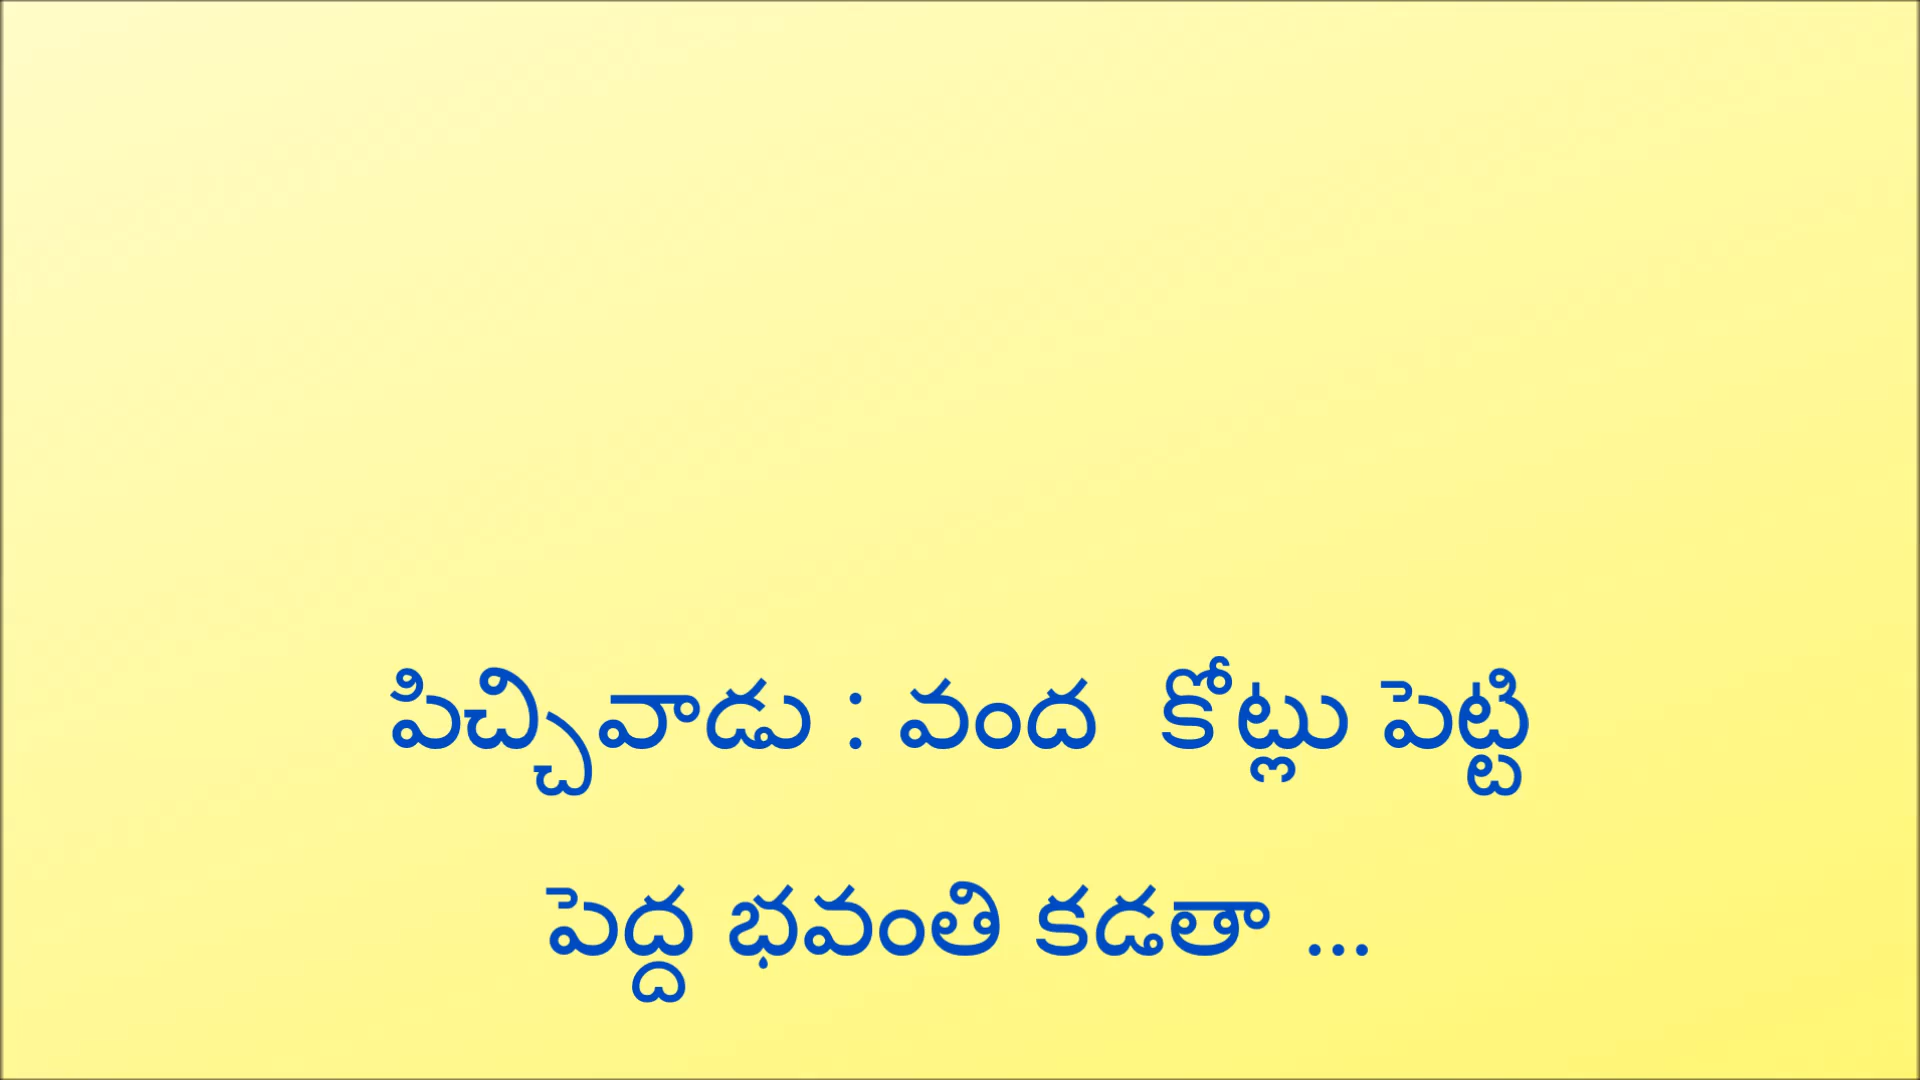 పిచ్చివాడు : వంద  కోట్లు పెట్టి
పెద్ద భవంతి కడతా ...